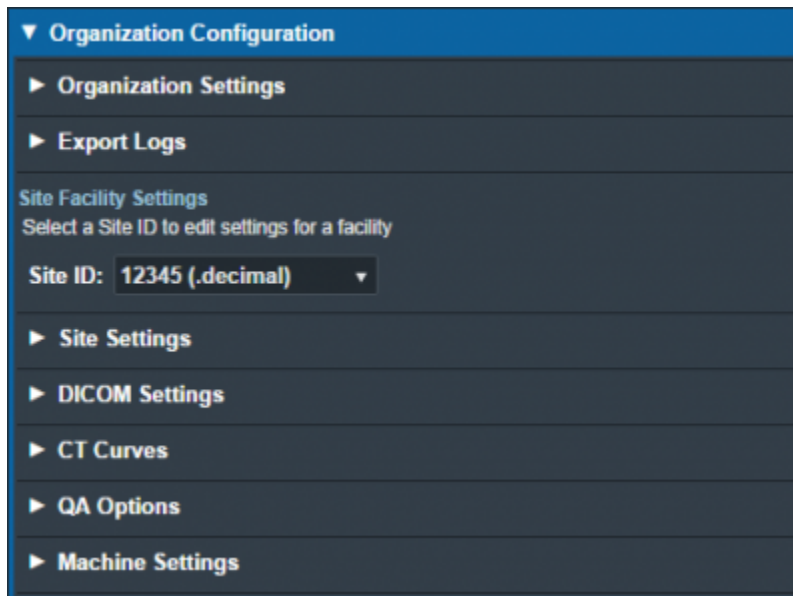 Organization Configuration
Organization Settings
Export Logs
Site Facility Settings
Select a Site ID to edit settings for a facility
Site ID: 12345 (.decimal)
Site Settings
DICOM Settings
CT Curves
QA Options
Machine Settings